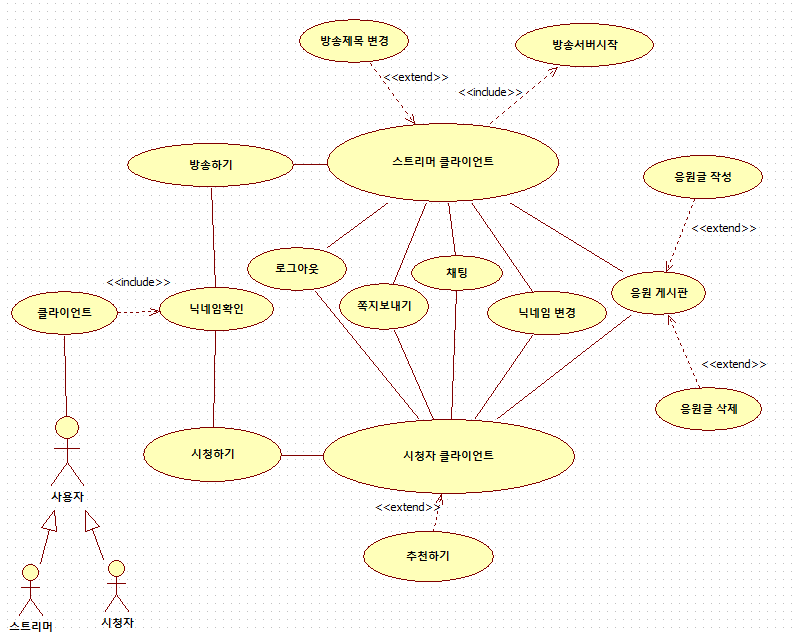 방송제목 변경
방송서버시작
<<extend>>
<<include>>
방송하기
스트리머 클라이언트
응원글 작성
<<extend>>
로그아웃
채팅
<<include>>
쪽지보내기
응원 게시판
클라이언트
닉네임확인
닉네임 변경
<<extend>>
응원글 삭제
시청하기
시청자 클라이언트
사용자
<<extend>>
추천하기
스트리머
시청자